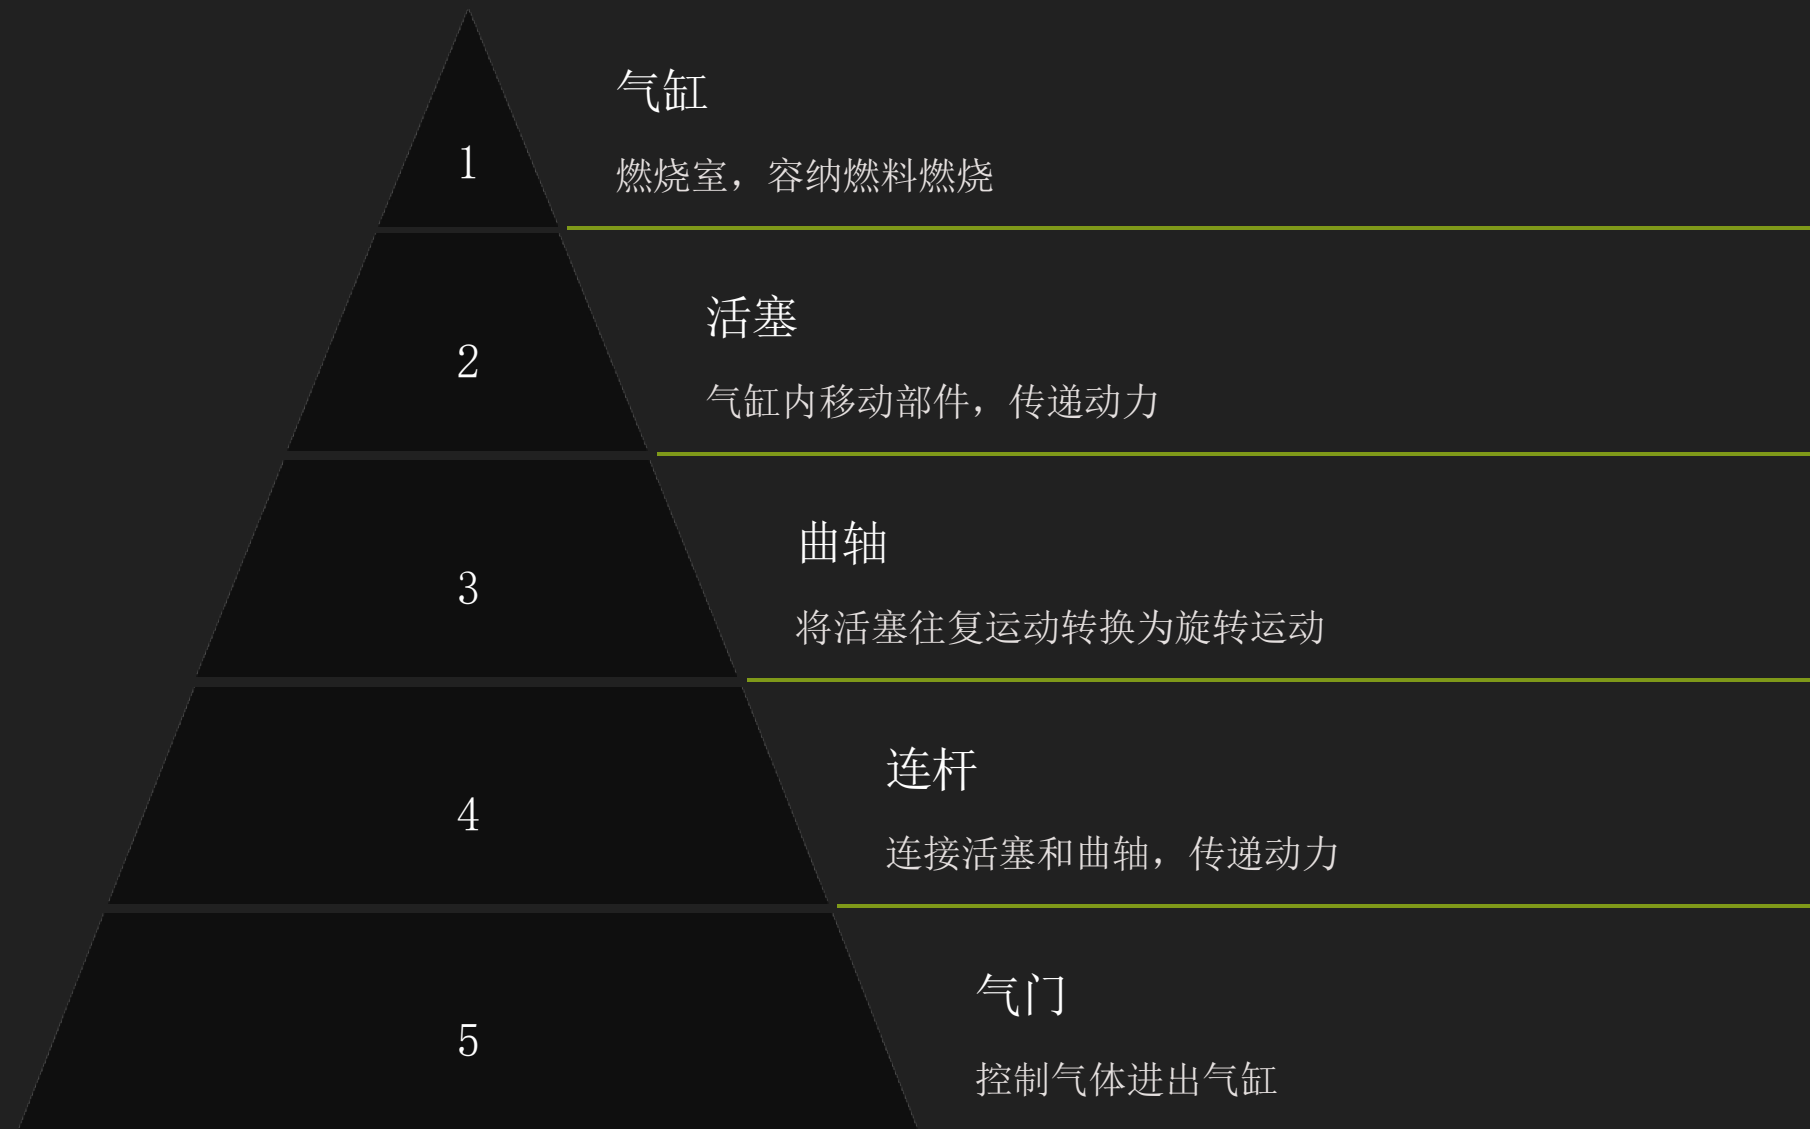 气缸
1
燃烧室，容纳燃料燃烧
活塞
2
气缸内移动部件，传递动力
曲轴
3
将活塞往复运动转换为旋转运动
连杆
4
连接活塞和曲轴，传递动力
气门
5
控制气体进出气缸